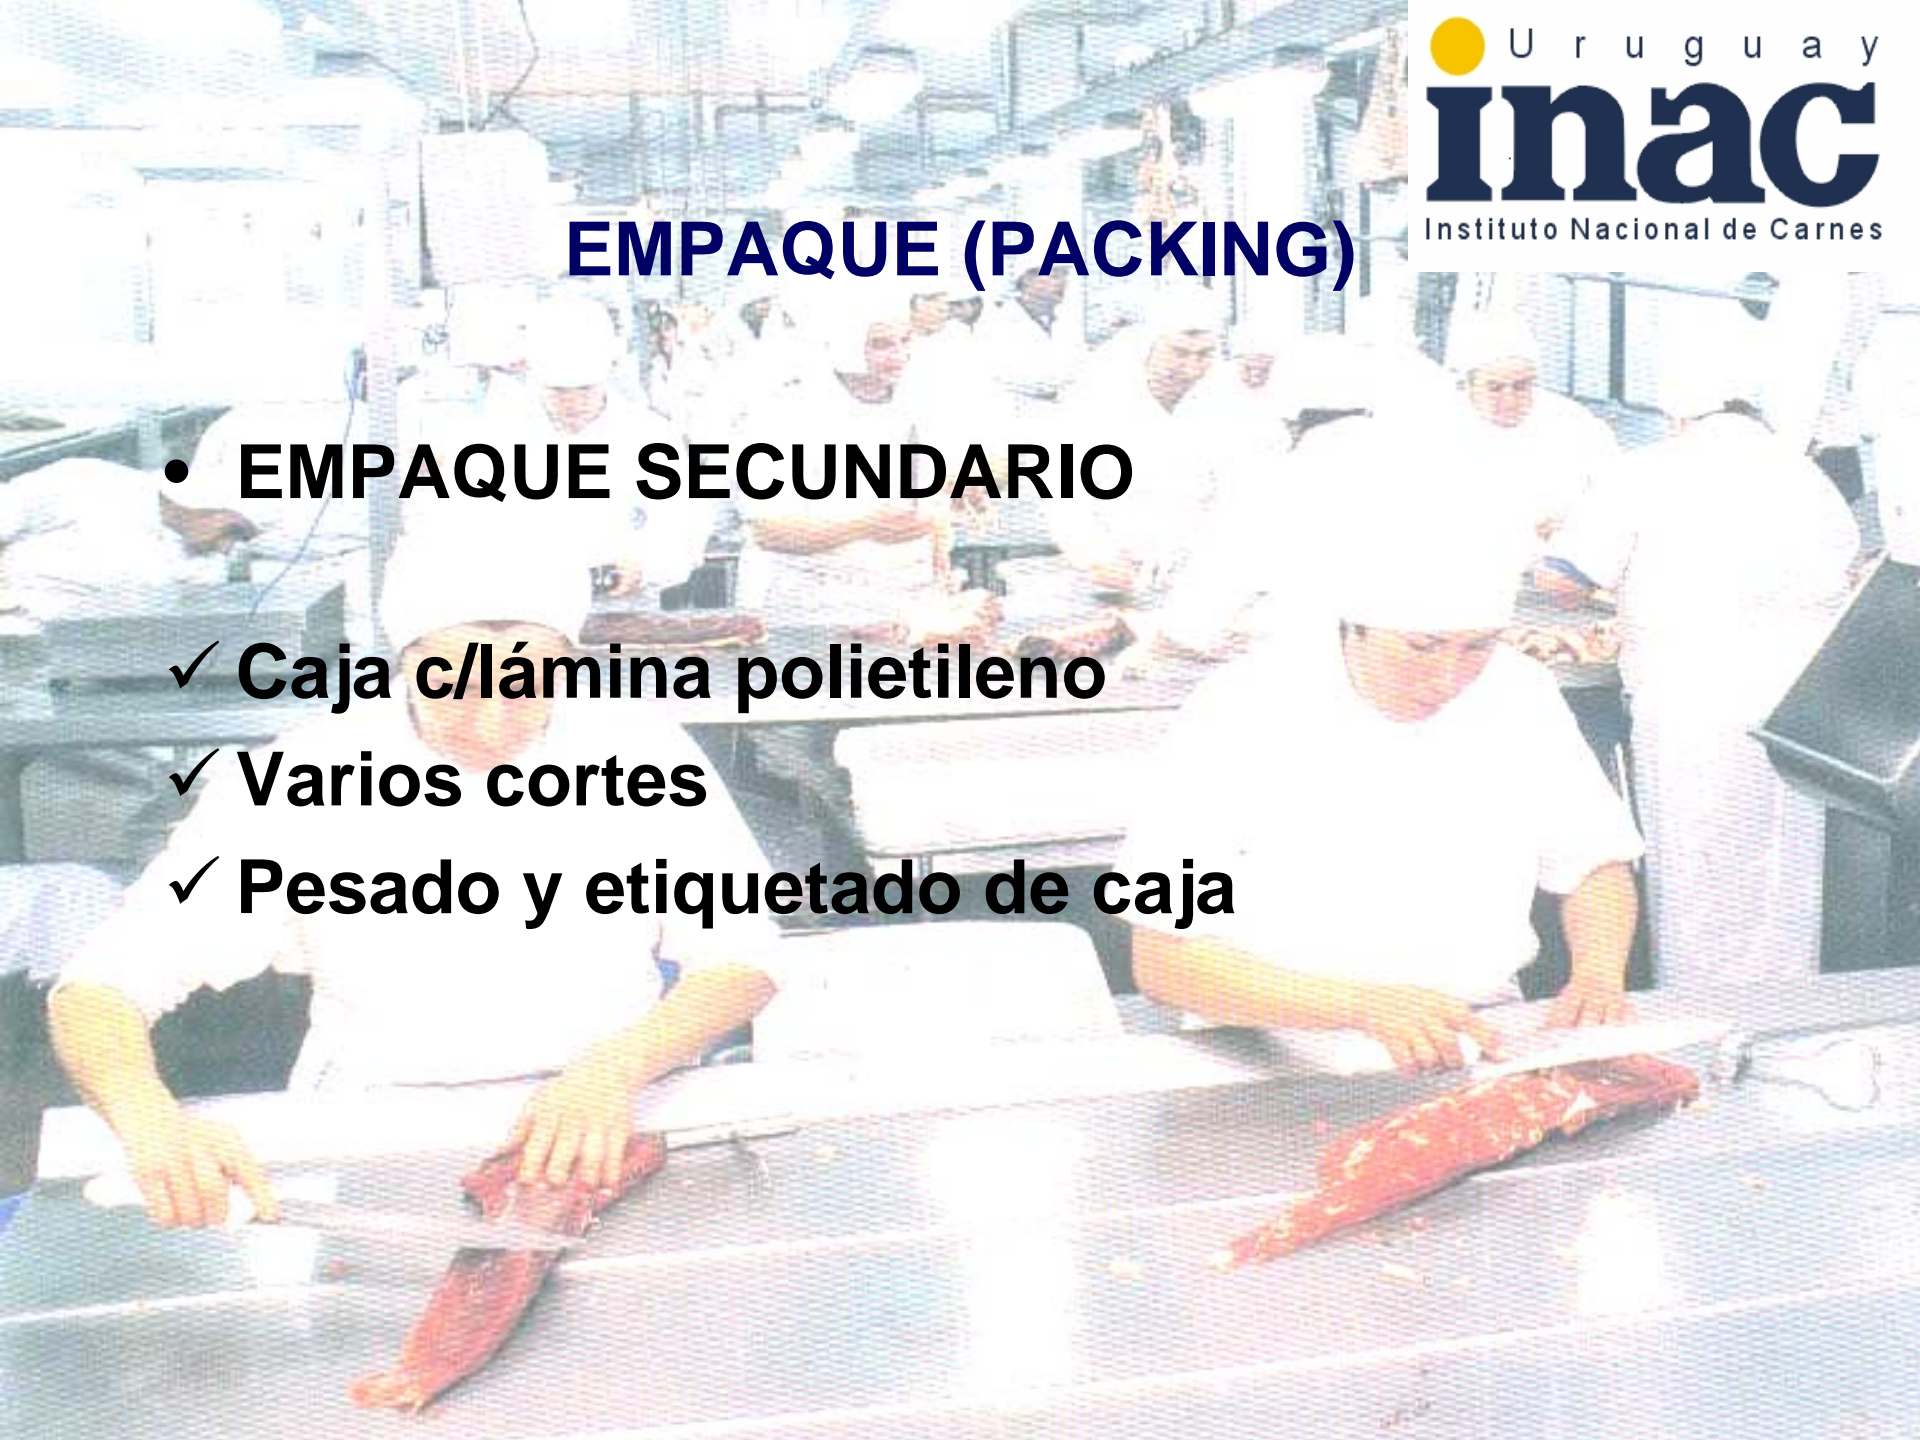 Uruguay
inac
Instituto Nacional de Carnes
EMPAQUE (PACKING)
• EMPAQUE SECUNDARIO
✓ Caja c/lámina polietileno
✓ Varios cortes
✓ Pesado y etiquetado de caja